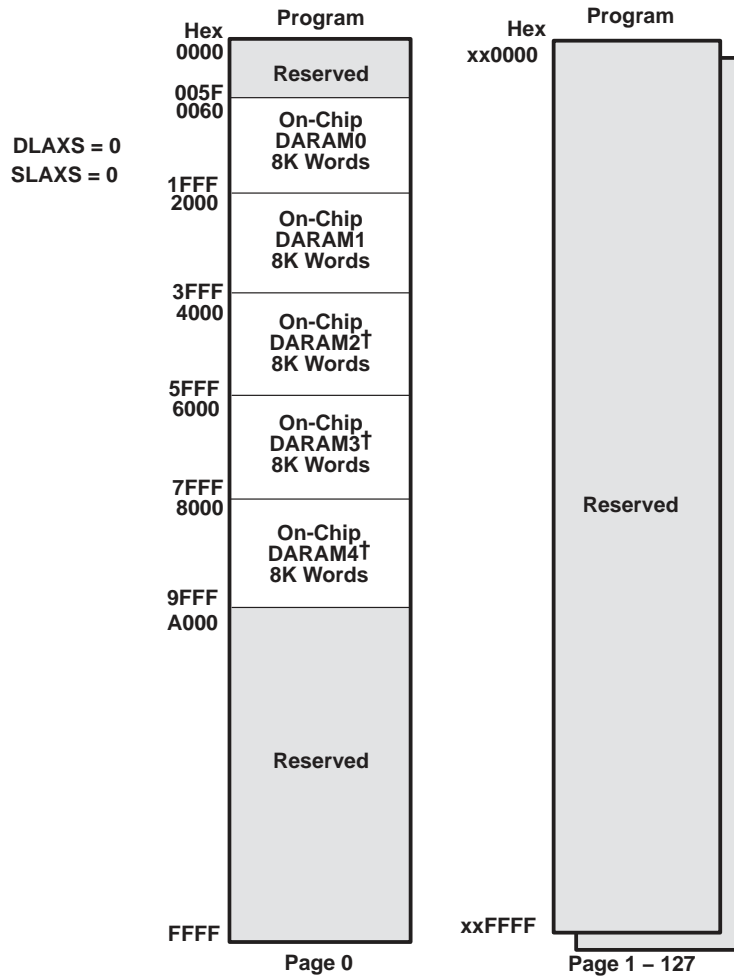 Program
Hex
0000
Reserved
005F
0060
On-Chip
DARAM0
8K Words
DLAXS = 0
SLAXS = 0
1FFF
2000
On-Chip
DARAM1
8K Words
3FFF
4000
On-Chip
DARAM2†
8K Words
5FFF
6000
On-Chip
DARAM3†
8K Words
7FFF
8000
On-Chip
DARAM4†
8K Words
9FFF
A000
Reserved
FFFF
Page 0
Program
Hex
xx0000
Reserved
xxFFFF
Page 1 – 127